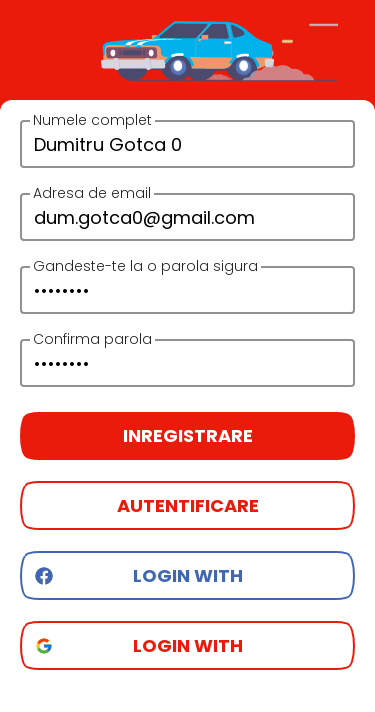 Numele complet
Dumitru Gotca 0
Adresa de email
dum.gotca0@gmail.com
Gandeste-te la o parola sigura
••••••••
Confirma parola
••••••••
INREGISTRARE
AUTENTIFICARE
LOGIN WITH
LOGIN WITH